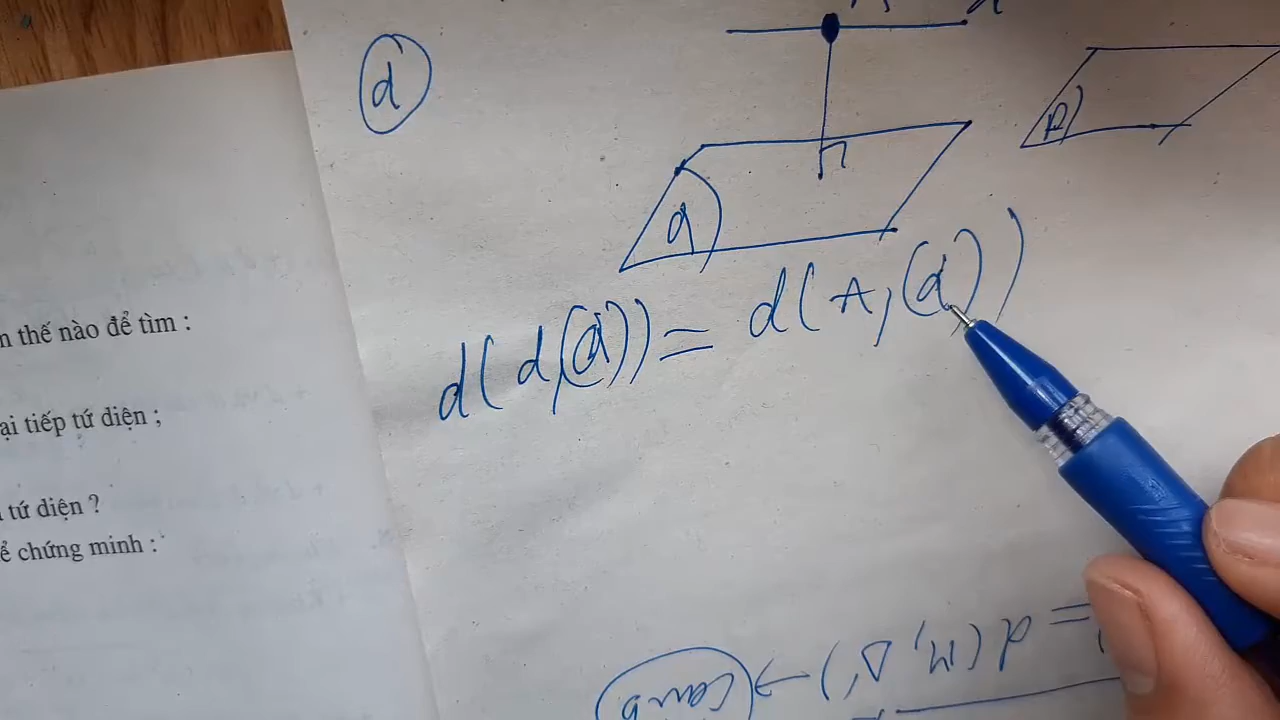 d
α)
β)
d(d,(α)) = d(A,(α))
n thế nào để tìm :
ại tiếp tứ diện ;
tứ diện ?
ể chứng minh :
= d(M, Δ,) →